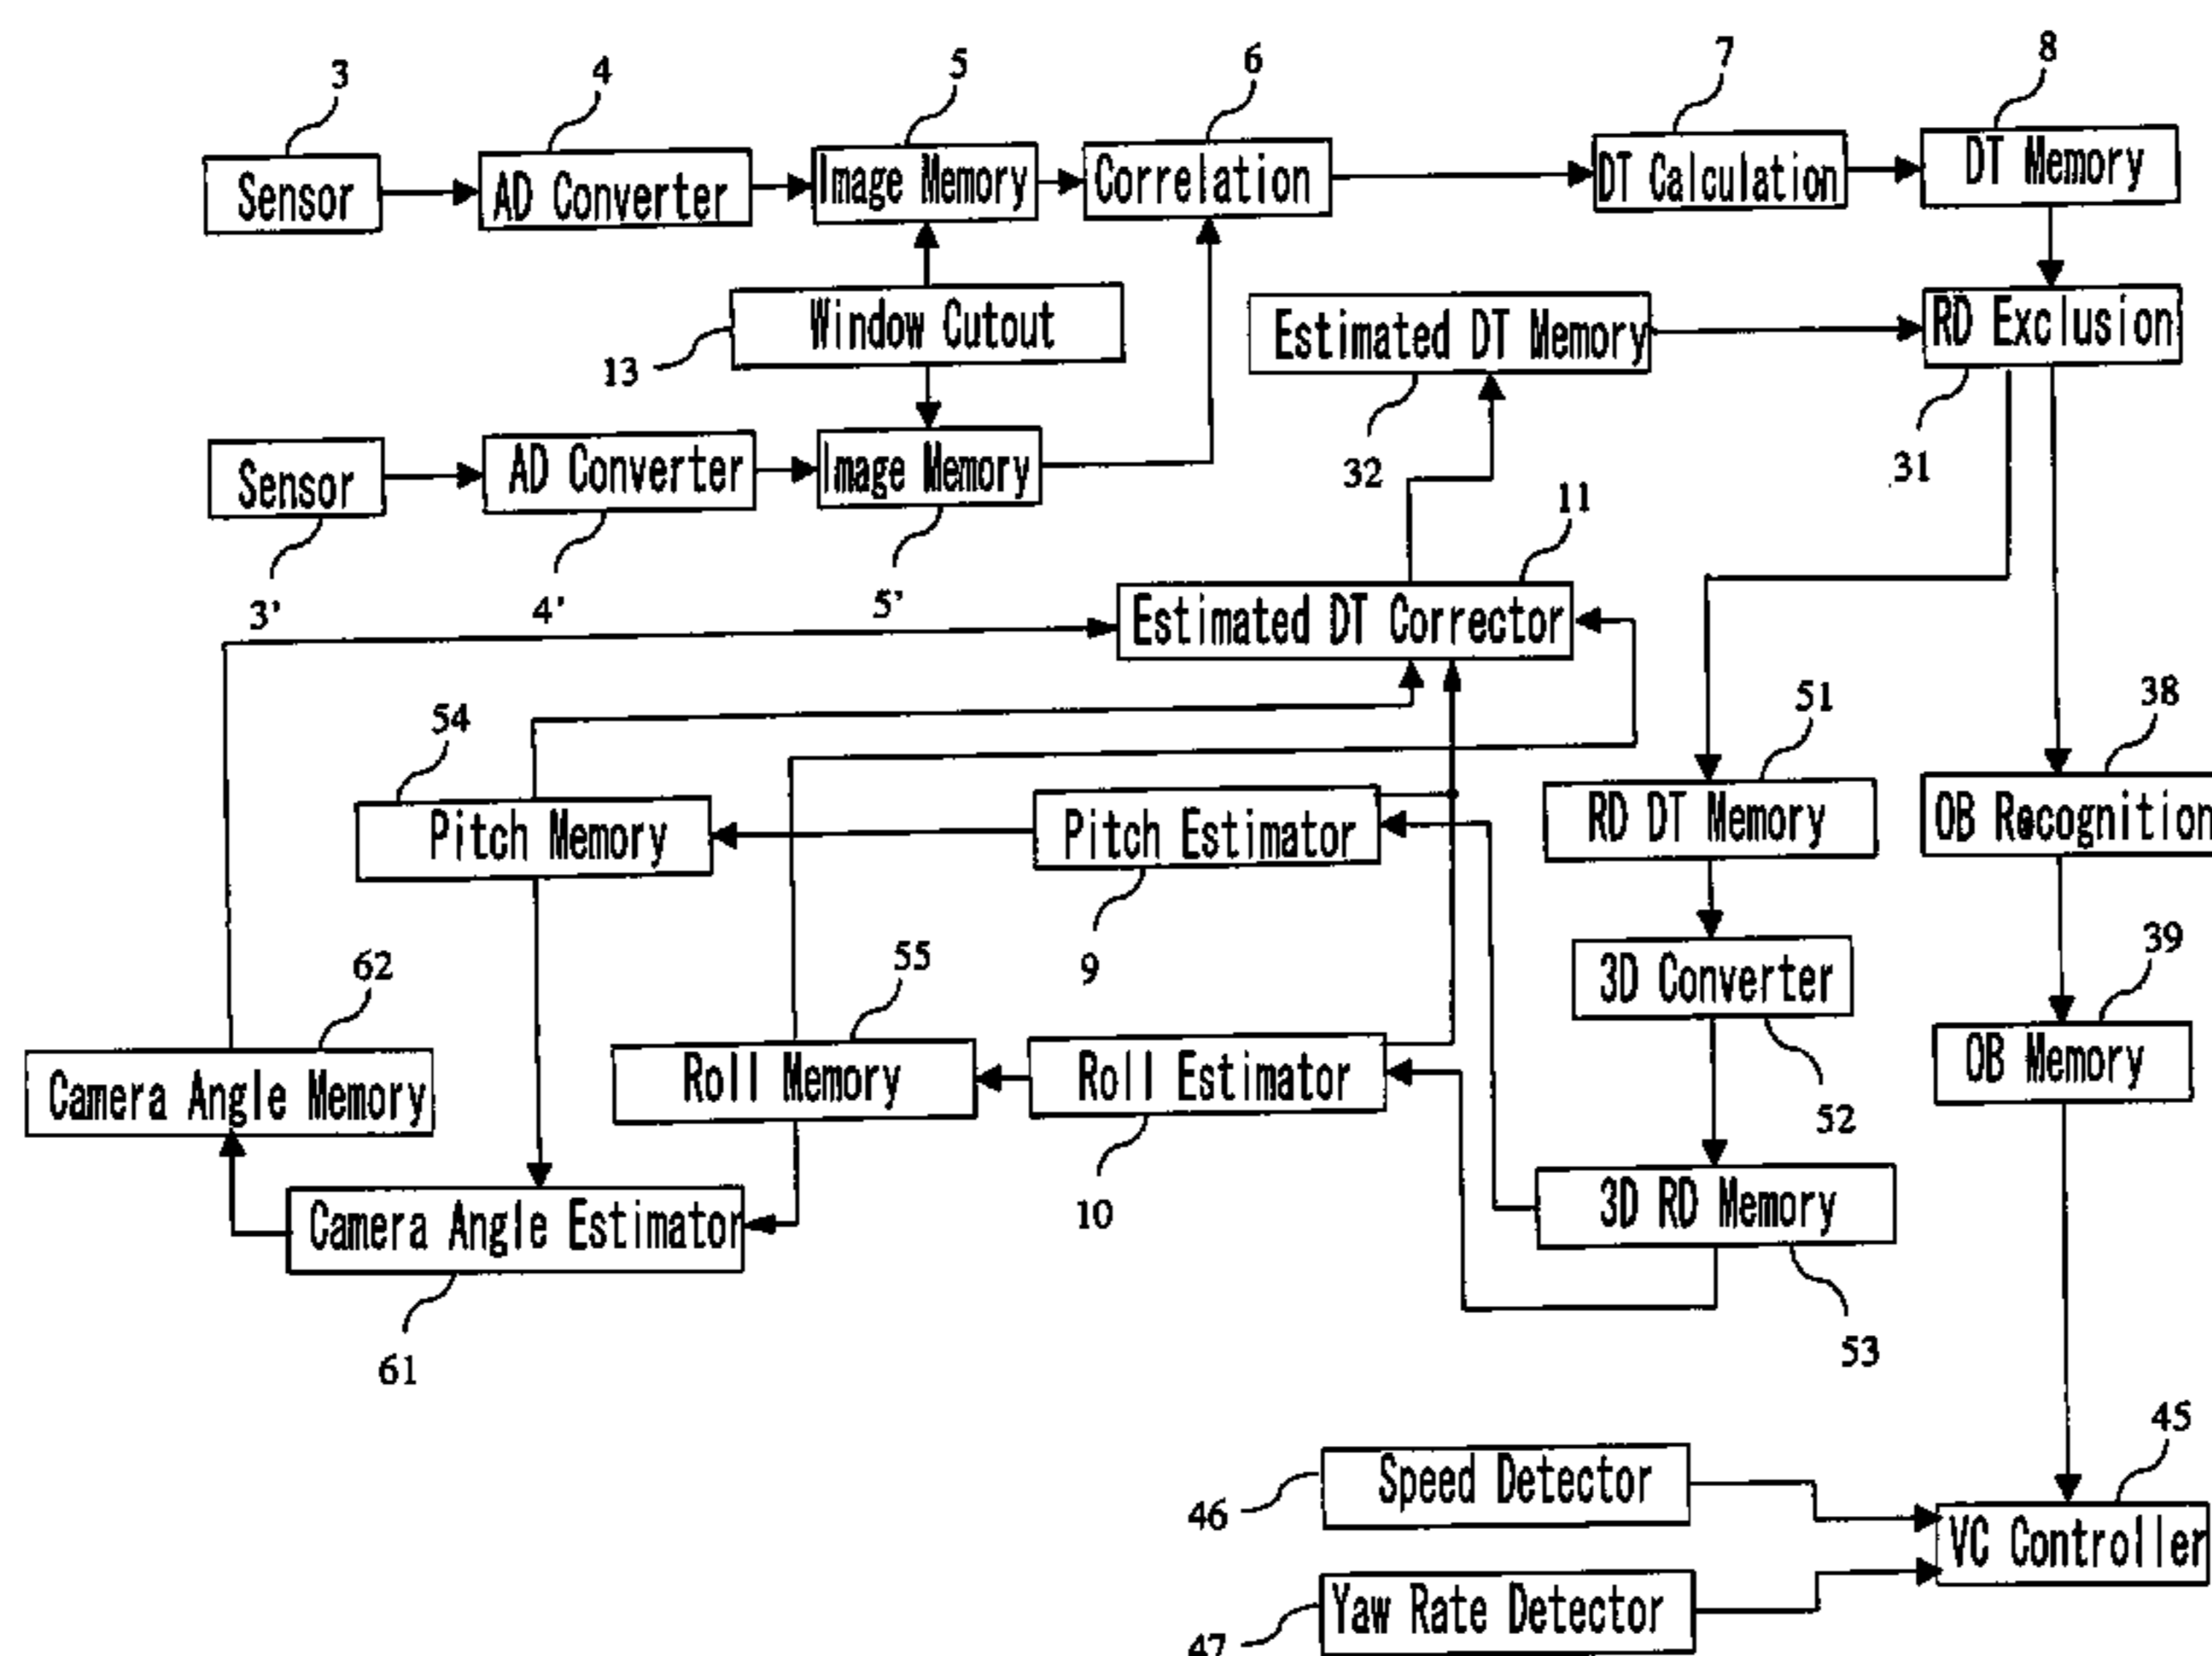 3
4
5
6
7
8
Sensor
AD Converter
Image Memory
Correlation
DT Calculation
DT Memory
Window Cutout
13
Estimated DT Memory
32
RD Exclusion
31
Sensor
AD Converter
Image Memory
3'
4'
5'
11
Estimated DT Corrector
54
51
38
Pitch Memory
Pitch Estimator
RD DT Memory
OB Recognition
9
62
55
3D Converter
39
52
Camera Angle Memory
Roll Memory
Roll Estimator
OB Memory
10
Camera Angle Estimator
3D RD Memory
61
53
45
46
Speed Detector
VC Controller
47
Yaw Rate Detector